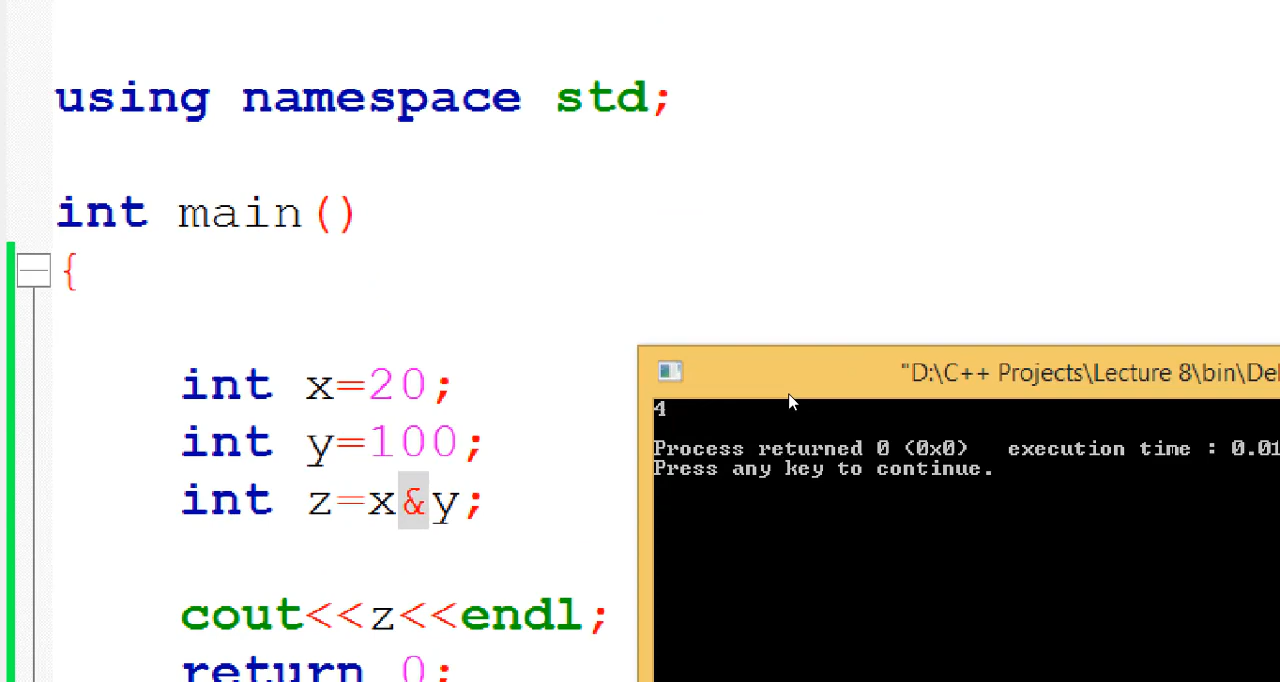 using namespace std;
int main()
{
int x=20;
int y=100;
int z=x&y;
cout<<z<<endl;
return 0;
"D:\C++ Projects\Lecture 8\bin\De
4
Process returned 0 (0x0)   execution time : 0.01
Press any key to continue.